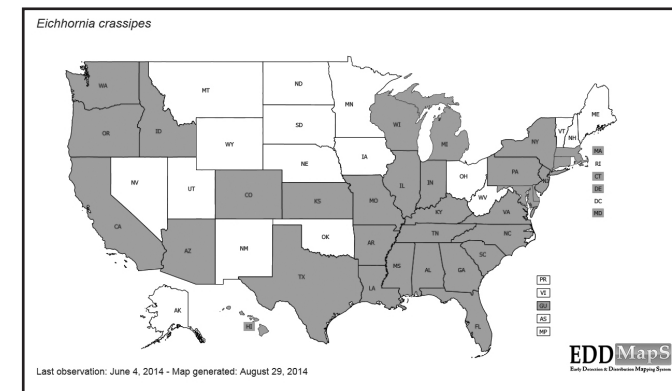 Eichhornia crassipes
WA
MT
ND
MN
ME
OR
ID
SD
WI
MI
VT
NH
NY
WY
IA
MA
RI
NE
PA
CT
NV
UT
IL
IN
OH
NJ
DE
CO
WV
DC
KS
MO
KY
VA
MD
CA
OK
TN
NC
AZ
NM
AR
SC
MS
AL
GA
TX
LA
PR
VI
AK
FL
GU
HI
AS
MP
EDDMapS
Early Detection & Distribution Mapping System
Last observation: June 4, 2014 - Map generated: August 29, 2014